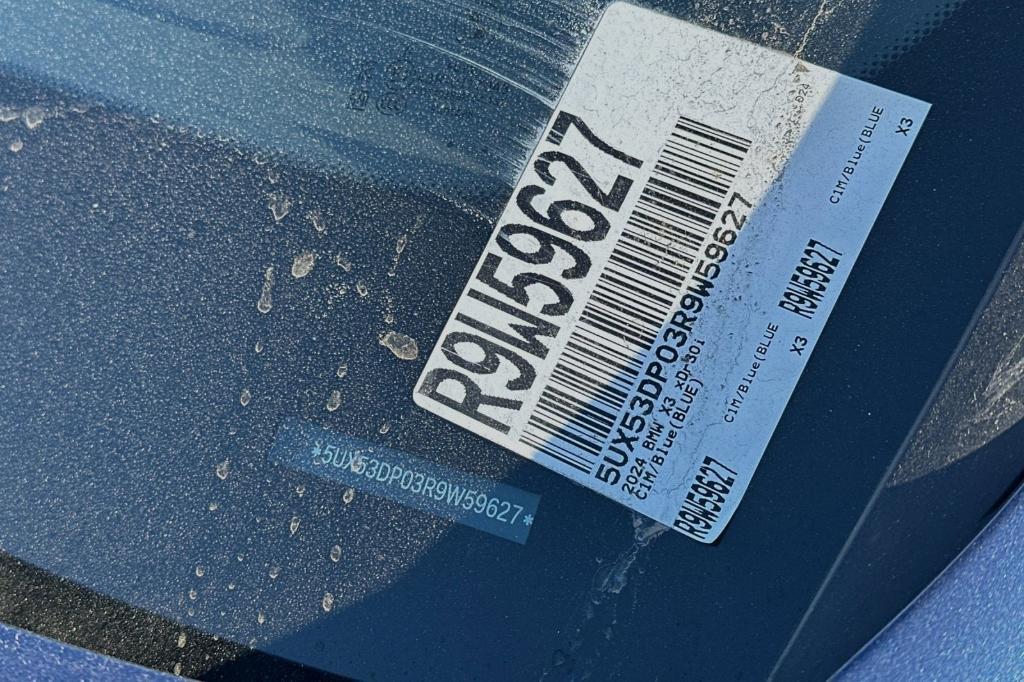 R9W59627
5UX53DP03R9W59627
2024 BMW X3 xDr30i
C1M/Blue(BLUE)
R9W59627
C1M/Blue(BLUE
X3
R9W59627
C1M/Blue(BLUE
X3
*5UX53DP03R9W59627*